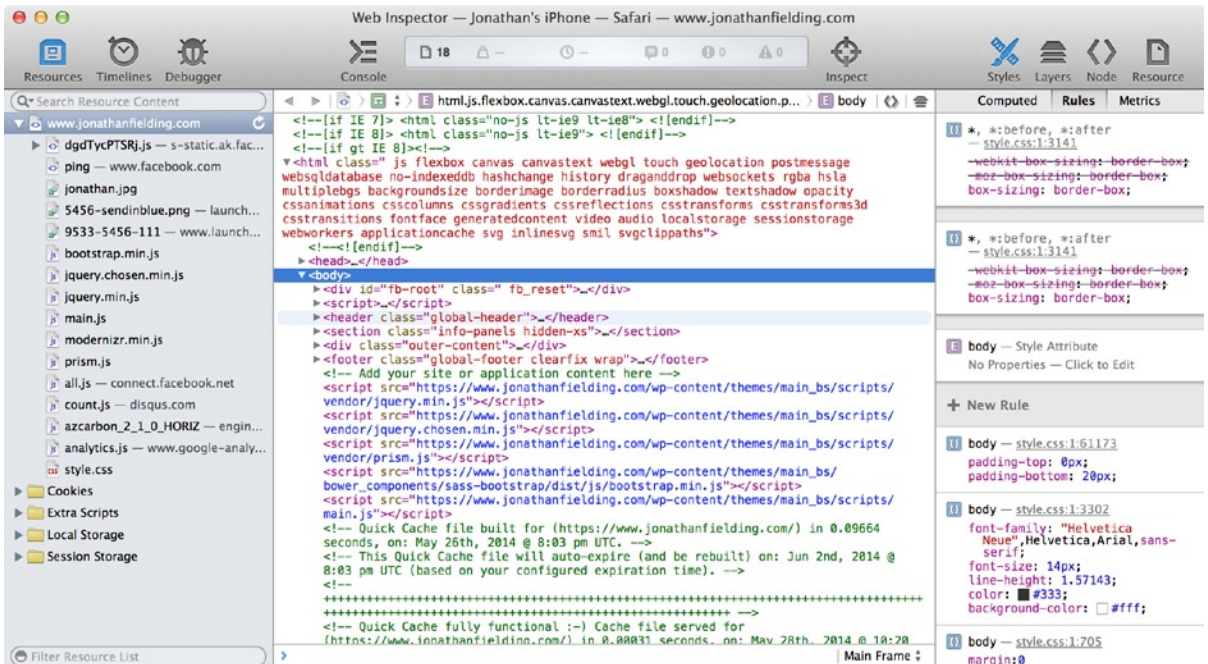 Web Inspector — Jonathan's iPhone — Safari — www.jonathanfielding.com
Resources Timelines Debugger
Console
18 — — 0 0 0
Inspect
Styles Layers Node Resource
Search Resource Content
www.jonathanfielding.com
dgdTycPTSRj.js — s-static.ak.fac...
ping — www.facebook.com
jonathan.jpg
5456-sendinblue.png — launch...
9533-5456-111 — www.launch...
bootstrap.min.js
jquery.chosen.min.js
jquery.min.js
main.js
modernizr.min.js
prism.js
all.js — connect.facebook.net
count.js — disqus.com
azcarbon_2_1_0_HORIZ — engin...
analytics.js — www.google-analy...
style.css
Cookies
Extra Scripts
Local Storage
Session Storage
Filter Resource List
html.js.flexbox.canvas.canvastext.webgl.touch.geolocation.p... body
<!--[if IE 7]> <html class="no-js lt-ie9 lt-ie8"> <![endif]-->
<!--[if IE 8]> <html class="no-js lt-ie9"> <![endif]-->
<!--[if gt IE 8]><!-->
<html class=" js flexbox canvas canvastext webgl touch geolocation postmessage
websqldatabase no-indexeddb hashchange history draganddrop websockets rgba hsla
multiplebgs backgroundsize borderimage borderradius boxshadow textshadow opacity
cssanimations csscolumns cssgradients cssreflections csstransforms csstransforms3d
csstransitions fontface generatedcontent video audio localstorage sessionstorage
webworkers applicationcache svg inlinesvg smil svgclippaths">
<!--<![endif]-->
<head>…</head>
<body>
<div id="fb-root" class=" fb_reset">…</div>
<script>…</script>
<header class="global-header">…</header>
<section class="info-panels hidden-xs">…</section>
<div class="outer-content">…</div>
<footer class="global-footer clearfix wrap">…</footer>
<!-- Add your site or application content here -->
<script src="https://www.jonathanfielding.com/wp-content/themes/main_bs/scripts/
vendor/jquery.min.js"></script>
<script src="https://www.jonathanfielding.com/wp-content/themes/main_bs/scripts/
vendor/jquery.chosen.min.js"></script>
<script src="https://www.jonathanfielding.com/wp-content/themes/main_bs/scripts/
vendor/prism.js"></script>
<script src="https://www.jonathanfielding.com/wp-content/themes/main_bs/
bower_components/sass-bootstrap/dist/js/bootstrap.min.js"></script>
<script src="https://www.jonathanfielding.com/wp-content/themes/main_bs/scripts/
main.js"></script>
<!-- Quick Cache file built for (https://www.jonathanfielding.com/) in 0.09664
seconds, on: May 26th, 2014 @ 8:03 pm UTC. -->
<!-- This Quick Cache file will auto-expire (and be rebuilt) on: Jun 2nd, 2014 @
8:03 pm UTC (based on your configured expiration time). -->
<!--
+++++++++++++++++++++++++++++++++++++++++++++++++++++++++++++++++++++++++++++++++++
++++++++++++++++++++++++++++++++++++++++++++++++++++++++ -->
<!-- Quick Cache fully functional :-) Cache file served for
(https://www.jonathanfielding.com/) in 0.00031 seconds, on: May 28th, 2014 @ 10:20
Main Frame
Computed Rules Metrics
*, *:before, *:after
— style.css:1:3141
-webkit-box-sizing: border-box;
-moz-box-sizing: border-box;
box-sizing: border-box;
*, *:before, *:after
— style.css:1:3141
-webkit-box-sizing: border-box;
-moz-box-sizing: border-box;
box-sizing: border-box;
body — Style Attribute
No Properties — Click to Edit
+ New Rule
body — style.css:1:61173
padding-top: 0px;
padding-bottom: 20px;
body — style.css:1:3302
font-family: "Helvetica
Neue",Helvetica,Arial,sans-
serif;
font-size: 14px;
line-height: 1.57143;
color: #333;
background-color: #fff;
body — style.css:1:705
margin:0